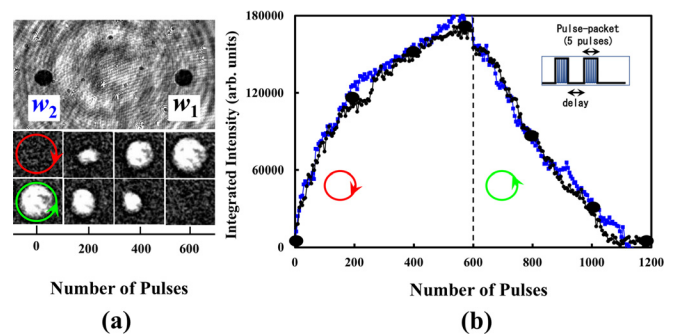 w2
w1
0
200
400
600
Number of Pulses
(a)
Integrated Intensity (arb. units)
180000
120000
60000
0
Pulse-packet
(5 pulses)
delay
0
200
400
600
800
1000
1200
Number of Pulses
(b)